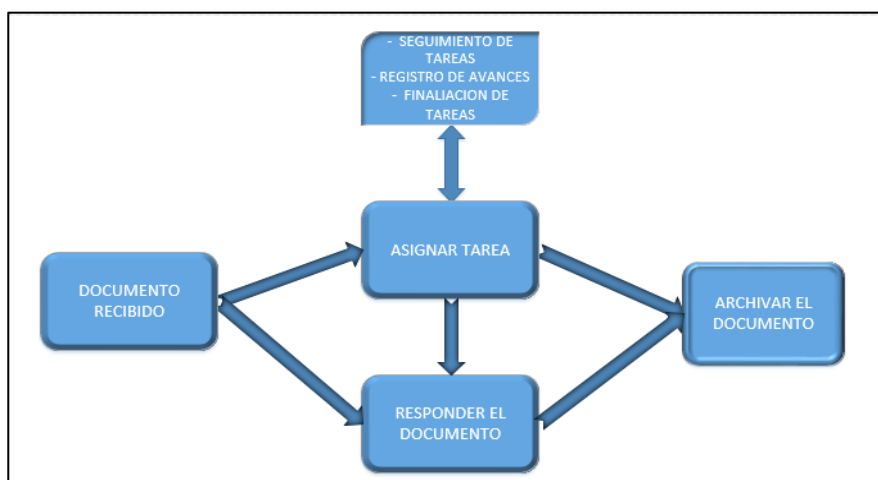 - SEGUIMIENTO DE
TAREAS
- REGISTRO DE AVANCES
- FINALIACION DE
TAREAS
ASIGNAR TAREA
DOCUMENTO
RECIBIDO
ARCHIVAR EL
DOCUMENTO
RESPONDER EL
DOCUMENTO